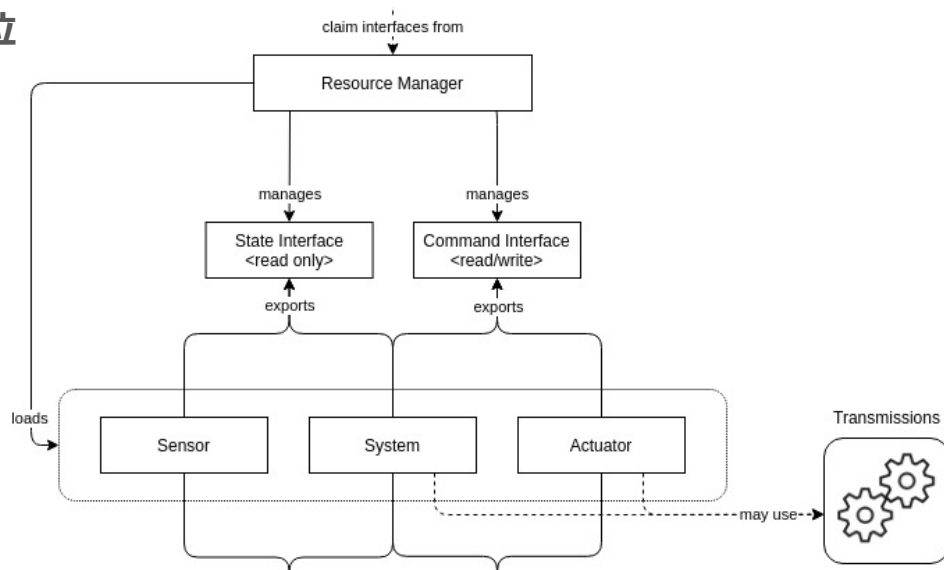 位
claim interfaces from
Resource Manager
manages
manages
State Interface
<read only>
Command Interface
<read/write>
exports
exports
loads
Sensor
System
Actuator
Transmissions
may use